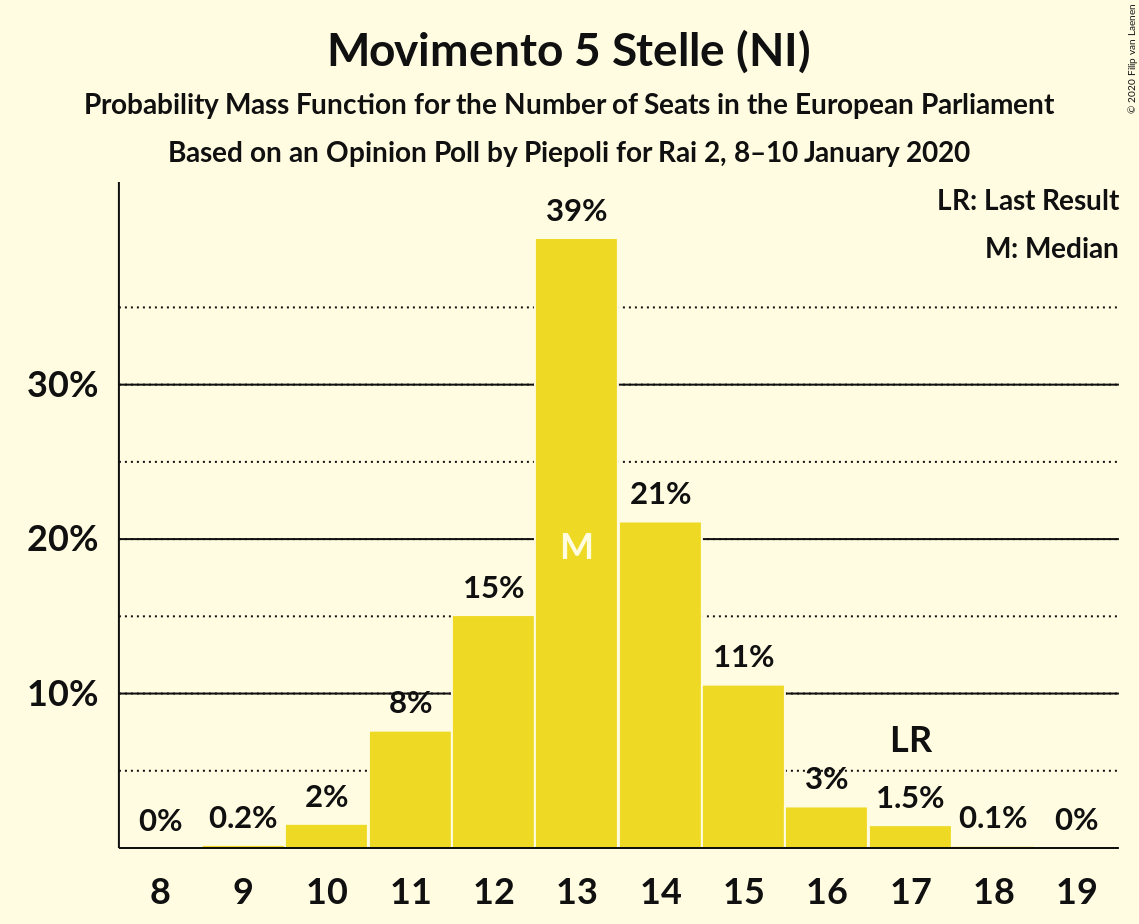 Movimento 5 Stelle (NI)
Probability Mass Function for the Number of Seats in the European Parliament
Based on an Opinion Poll by Piepoli for Rai 2, 8–10 January 2020
© 2020 Filip van Laenen
LR: Last Result
M: Median
39%
30%
21%
20%
M
15%
11%
10%
8%
LR
3%
2%
1.5%
0%
0.2%
0.1%
0%
8 9 10 11 12 13 14 15 16 17 18 19